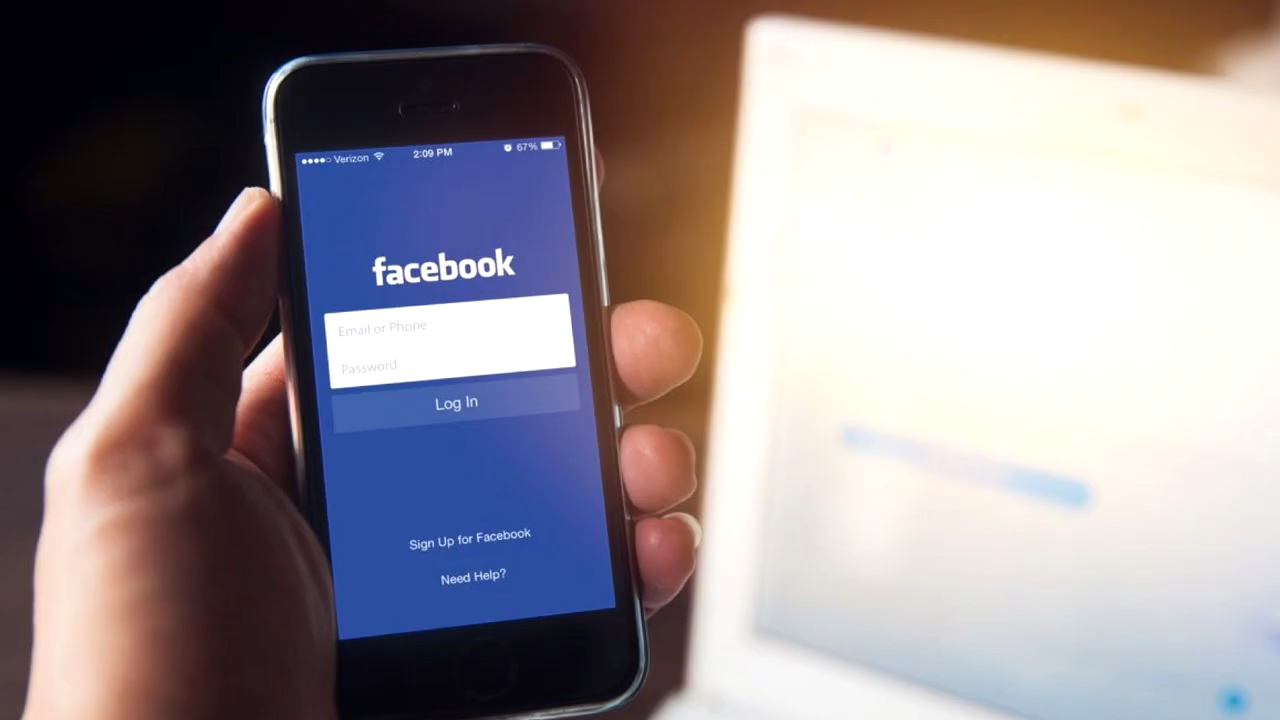 Verizon 2:09 PM 67%
facebook
Email or Phone
Password
Log In
Sign Up for Facebook
Need Help?